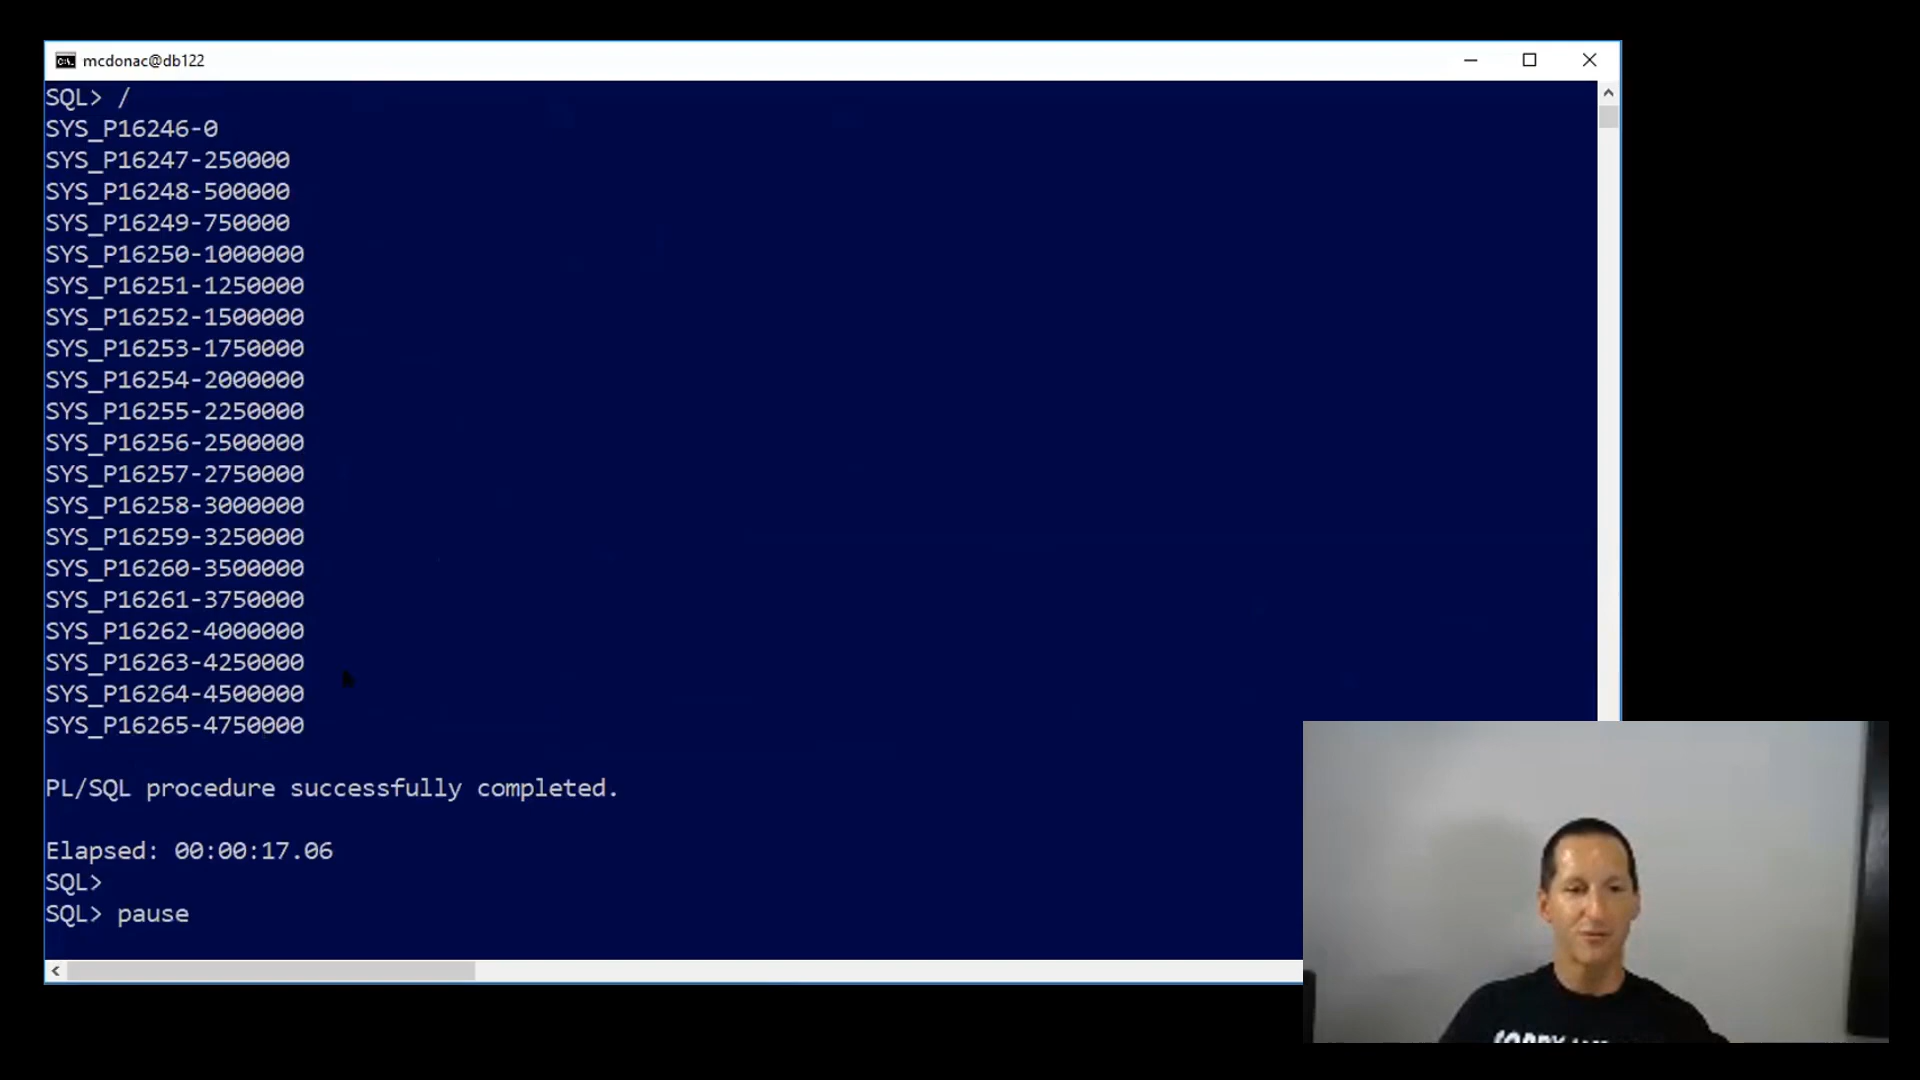 mcdonac@db122
SQL> /
SYS_P16246-0
SYS_P16247-250000
SYS_P16248-500000
SYS_P16249-750000
SYS_P16250-1000000
SYS_P16251-1250000
SYS_P16252-1500000
SYS_P16253-1750000
SYS_P16254-2000000
SYS_P16255-2250000
SYS_P16256-2500000
SYS_P16257-2750000
SYS_P16258-3000000
SYS_P16259-3250000
SYS_P16260-3500000
SYS_P16261-3750000
SYS_P16262-4000000
SYS_P16263-4250000
SYS_P16264-4500000
SYS_P16265-4750000
PL/SQL procedure successfully completed.
Elapsed: 00:00:17.06
SQL>
SQL> pause